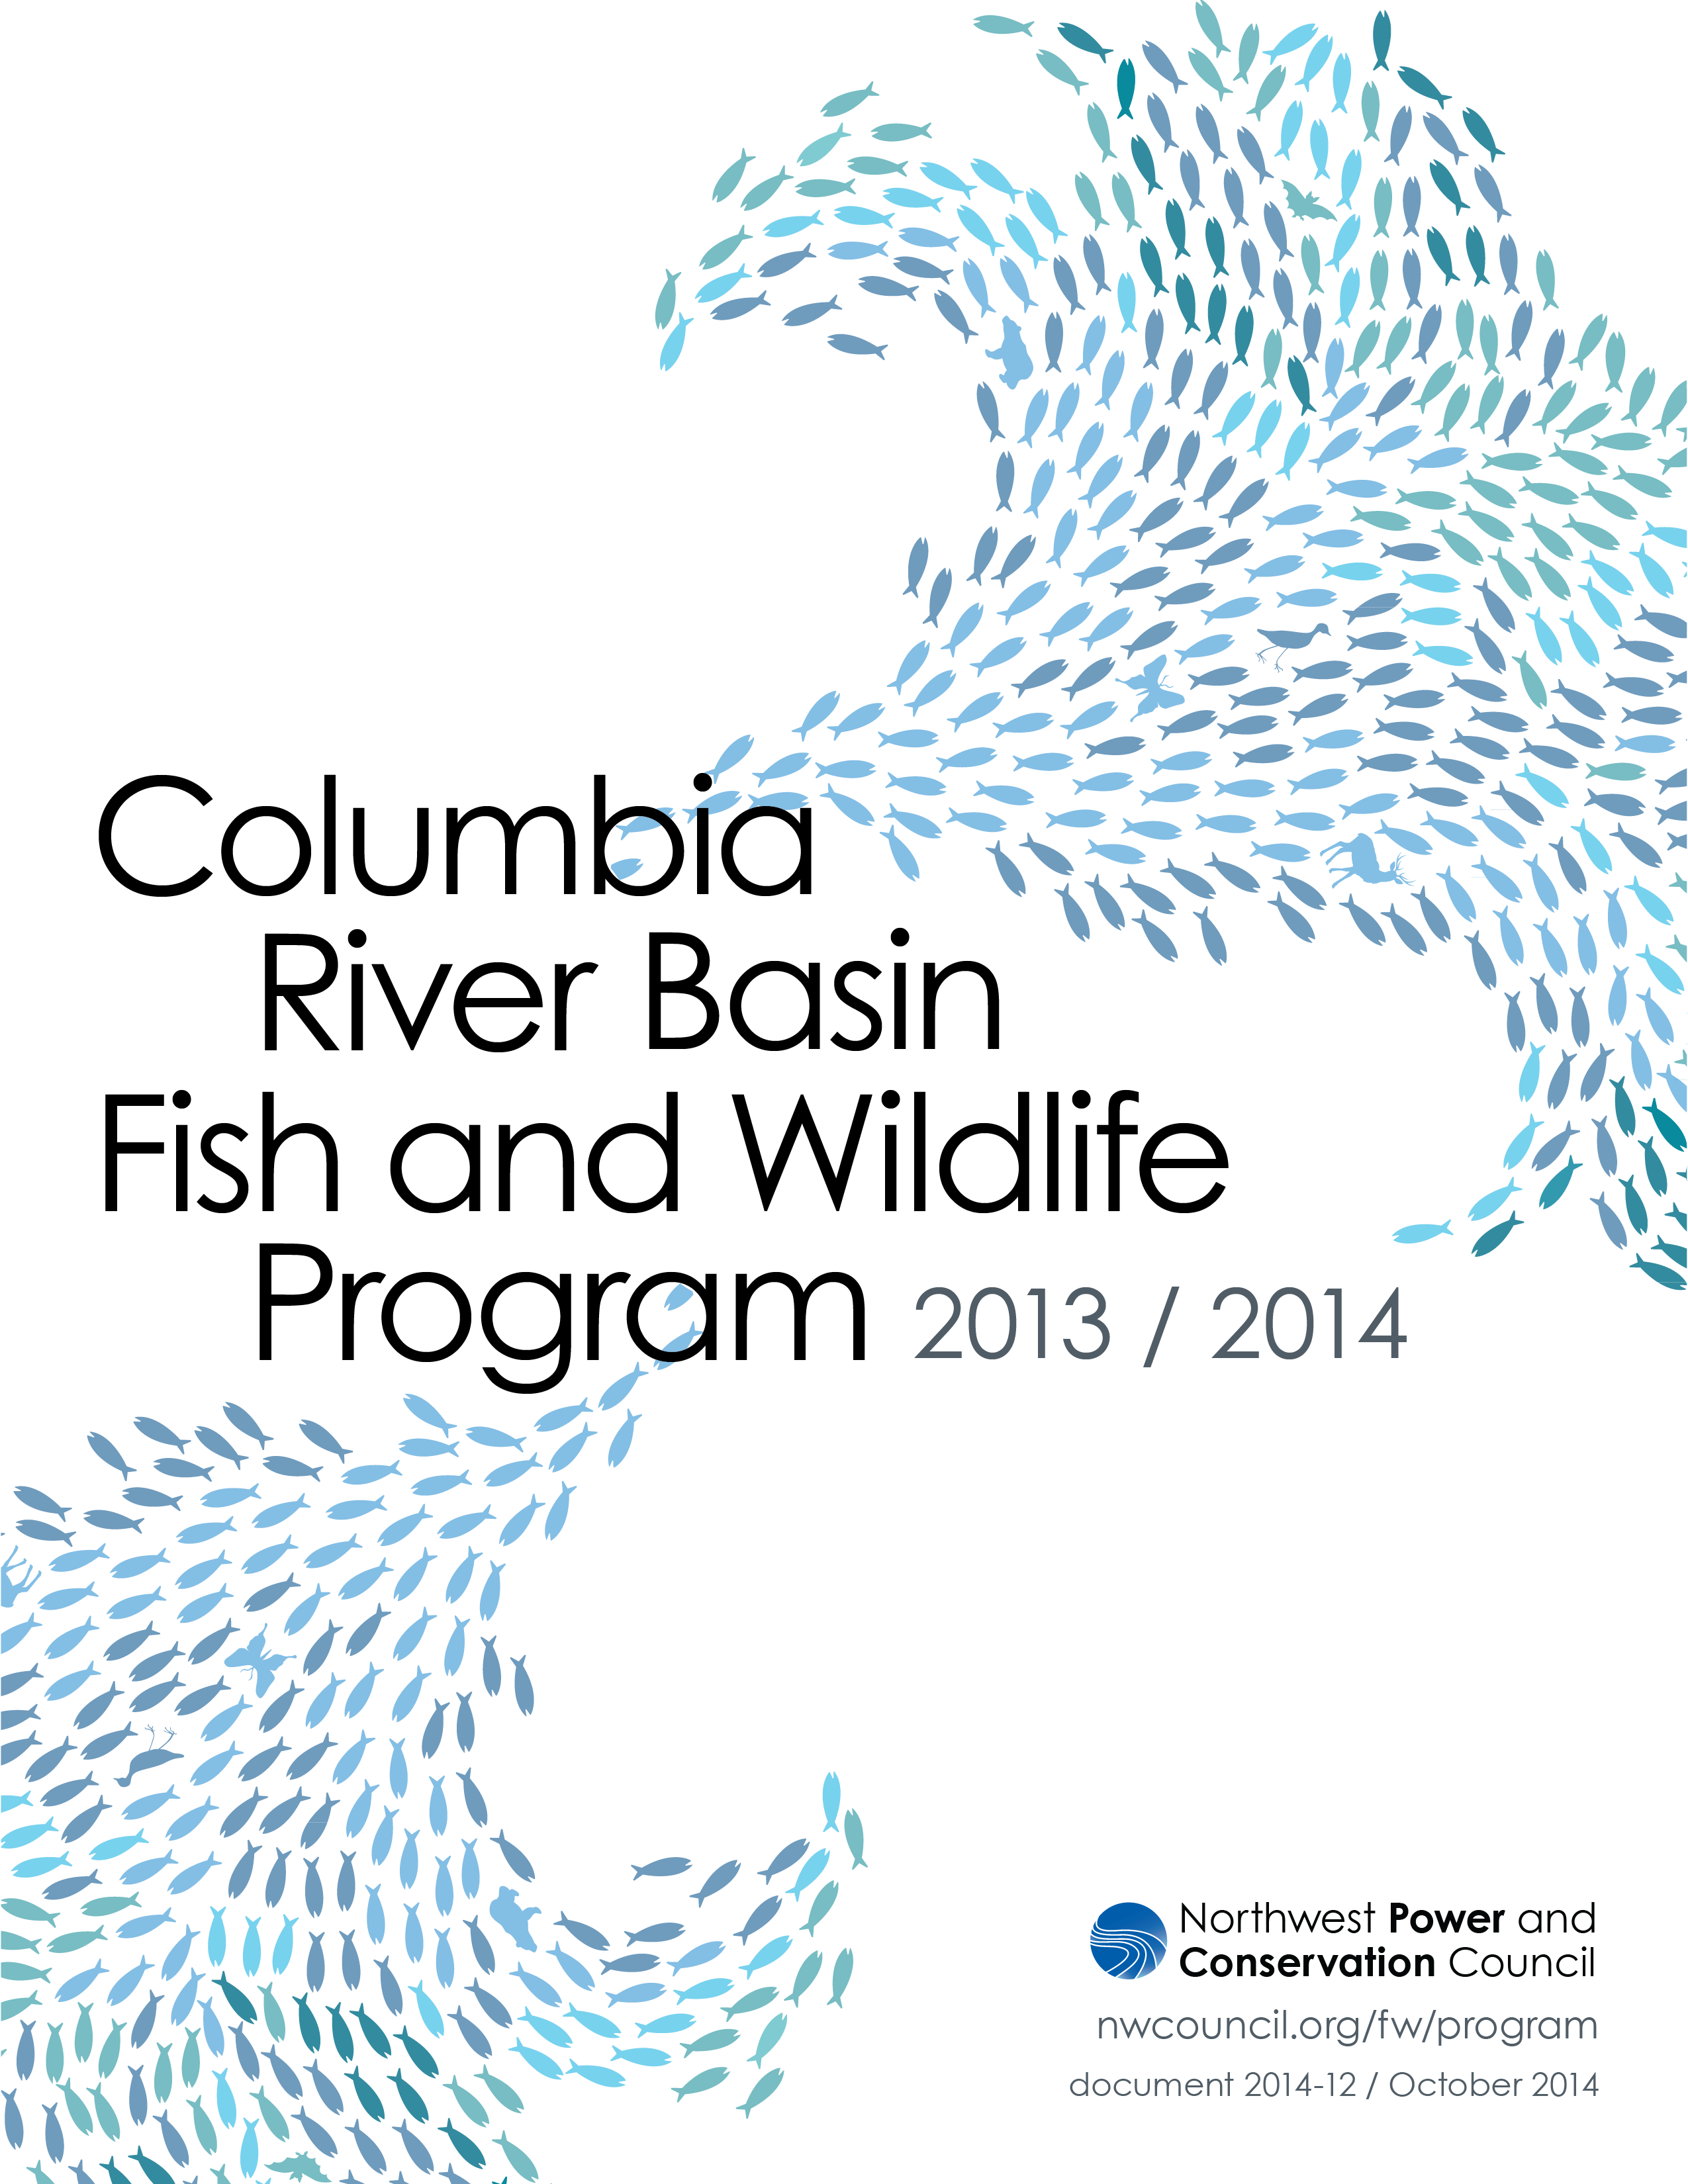 Columbia
River Basin
Fish and Wildlife
Program 2013 / 2014
Northwest Power and
Conservation Council
nwcouncil.org/fw/program
document 2014-12 / October 2014